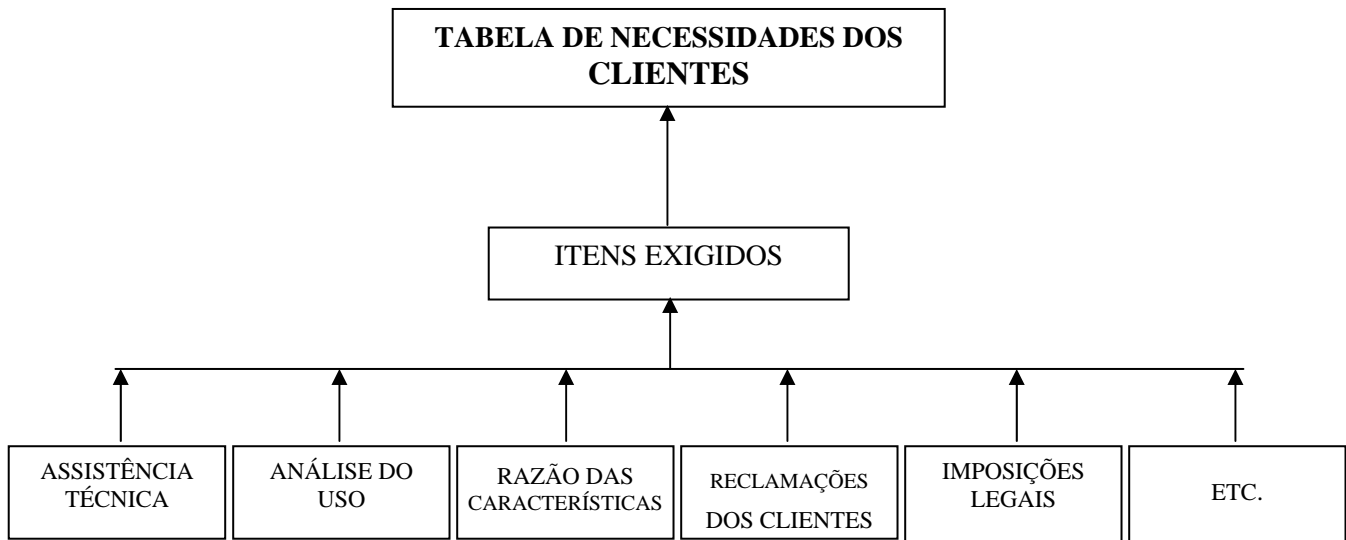 TABELA DE NECESSIDADES DOS
CLIENTES
ITENS EXIGIDOS
ASSISTÊNCIA
TÉCNICA
ANÁLISE DO
USO
RAZÃO DAS
CARACTERÍSTICAS
RECLAMAÇÕES
DOS CLIENTES
IMPOSIÇÕES
LEGAIS
ETC.